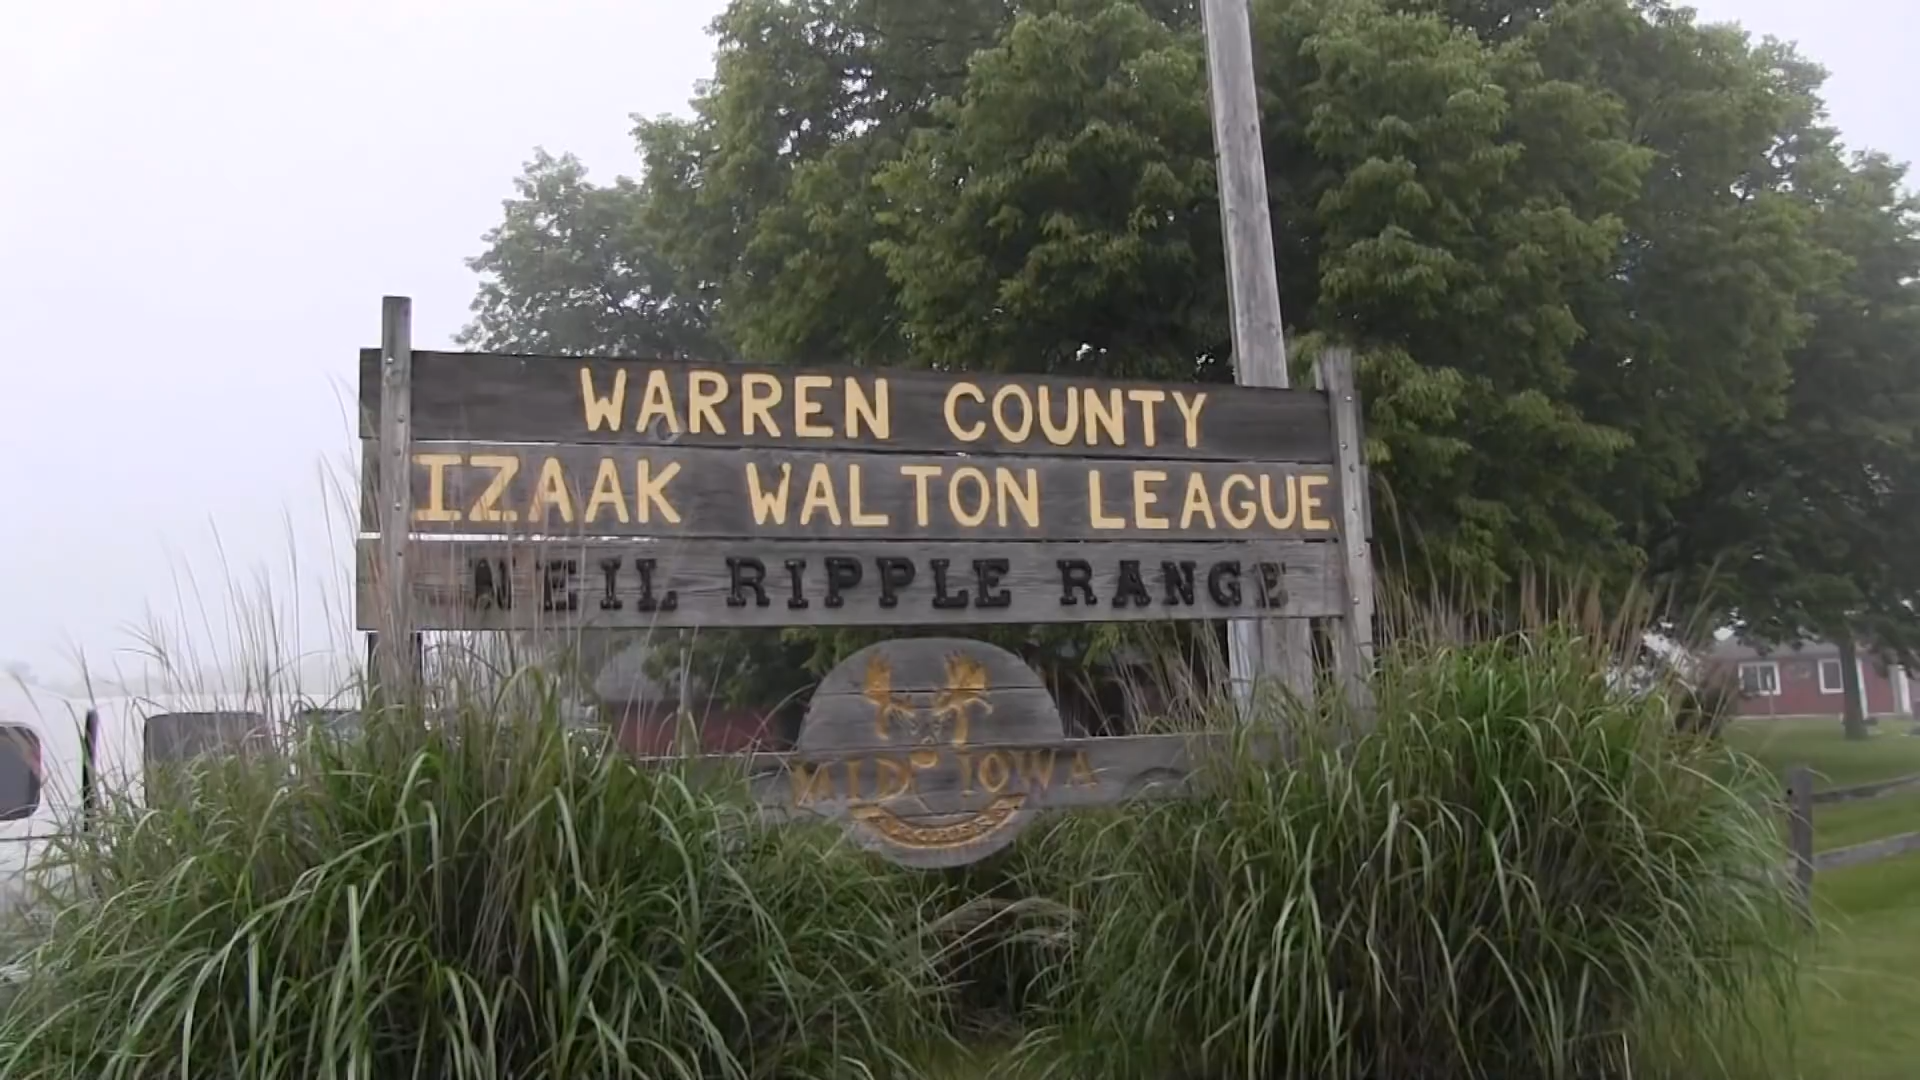 WARREN COUNTY
IZAAK WALTON LEAGUE
NEIL RIPPLE RANGE
MID IOWA